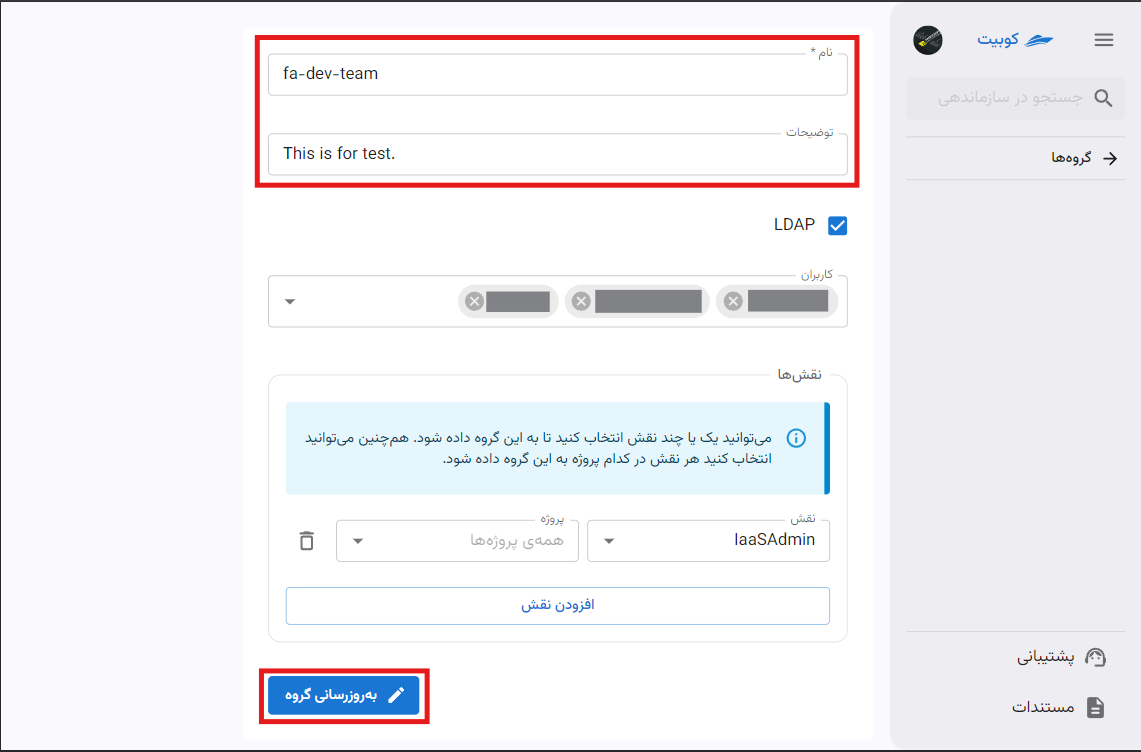 کوبیت
جستجو در سازماندهی
گروه‌ها
پشتیبانی
مستندات
نام *
fa-dev-team
توضیحات
This is for test.
LDAP
کاربران
نقش‌ها
می‌توانید یک یا چند نقش انتخاب کنید تا به این گروه داده شود. هم‌چنین می‌توانید
انتخاب کنید هر نقش در کدام پروژه به این گروه داده شود.
نقش
IaaSAdmin
پروژه
همه‌ی پروژه‌ها
افزودن نقش
به‌روزرسانی گروه